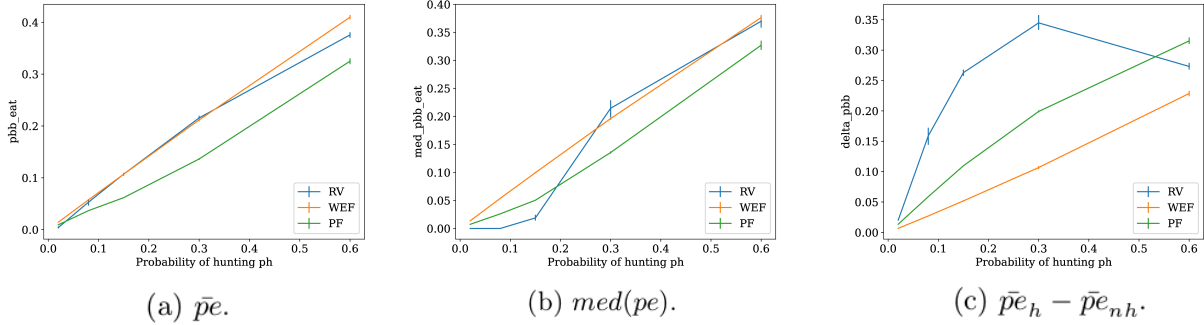 pbb_eat
0.4
0.3
0.2
0.1
0.0
0.0 0.1 0.2 0.3 0.4 0.5 0.6
Probability of hunting ph
RV
WEF
PF
(a) p̄e.
med_pbb_eat
0.40
0.35
0.30
0.25
0.20
0.15
0.10
0.05
0.00
0.0 0.1 0.2 0.3 0.4 0.5 0.6
Probability of hunting ph
RV
WEF
PF
(b) med(pe).
delta_pbb
0.35
0.30
0.25
0.20
0.15
0.10
0.05
0.00
0.0 0.1 0.2 0.3 0.4 0.5 0.6
Probability of hunting ph
RV
WEF
PF
(c) p̄e_h − p̄e_nh.